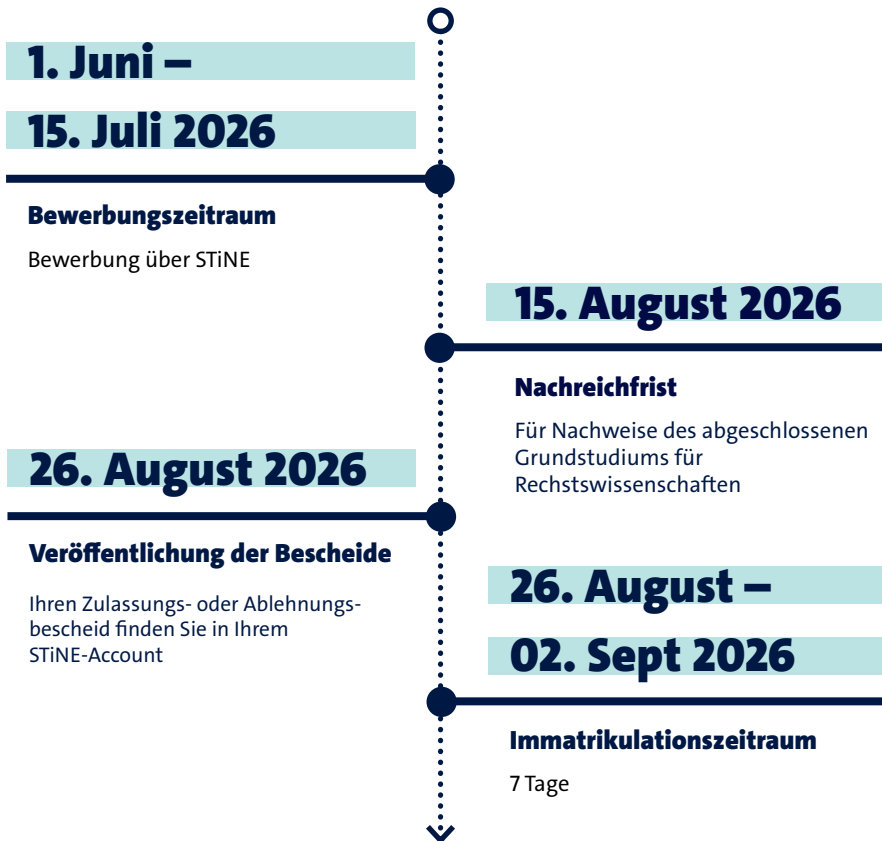 1. Juni –
15. Juli 2026
Bewerbungszeitraum
Bewerbung über STiNE
15. August 2026
Nachreichfrist
Für Nachweise des abgeschlossenen
Grundstudiums für
Rechstswissenschaften
26. August 2026
Veröffentlichung der Bescheide
Ihren Zulassungs- oder Ablehnungs-
bescheid finden Sie in Ihrem
STiNE-Account
26. August –
02. Sept 2026
Immatrikulationszeitraum
7 Tage